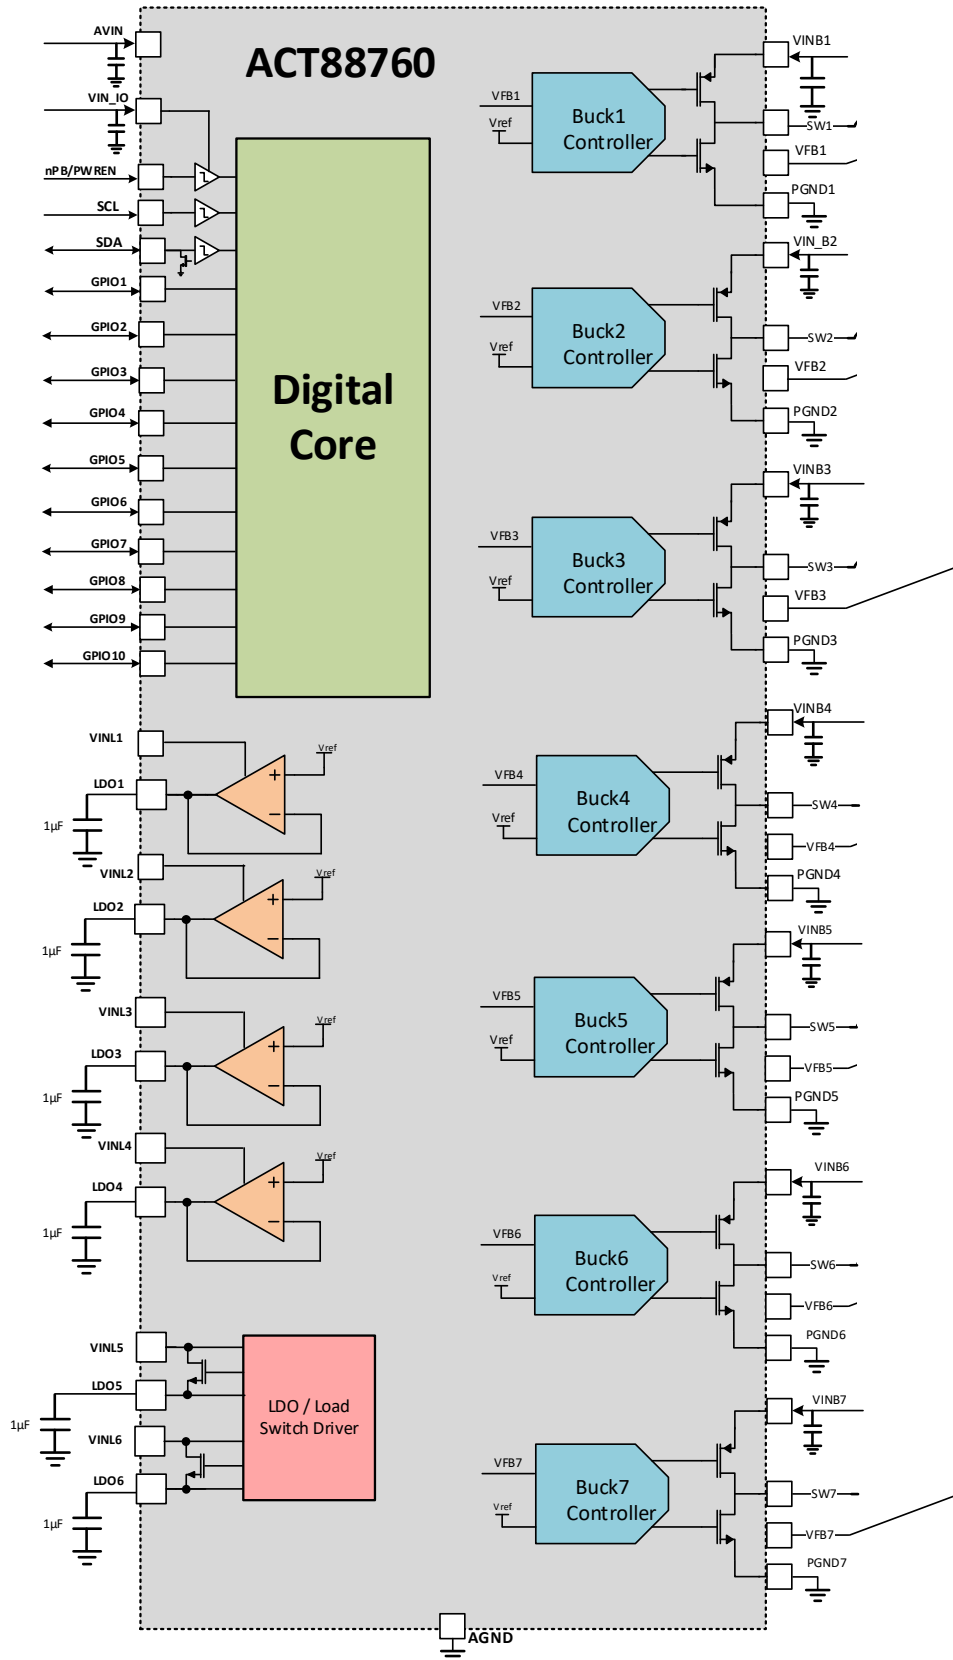 ACT88760
AVIN
VIN_IO
nPB/PWREN
SCL
SDA
GPIO1
GPIO2
GPIO3
GPIO4
GPIO5
GPIO6
GPIO7
GPIO8
GPIO9
GPIO10
Digital
Core
VINL1
Vref
LDO1
+
−
1µF
VINL2
Vref
LDO2
+
−
1µF
VINL3
Vref
LDO3
+
−
1µF
VINL4
Vref
LDO4
+
−
1µF
VINL5
LDO5
1µF
VINL6
LDO6
1µF
LDO / Load
Switch Driver
VFB1
Vref
Buck1
Controller
VINB1
SW1
VFB1
PGND1
VFB2
Vref
Buck2
Controller
VIN_B2
SW2
VFB2
PGND2
VFB3
Vref
Buck3
Controller
VINB3
SW3
VFB3
PGND3
VFB4
Vref
Buck4
Controller
VINB4
SW4
VFB4
PGND4
VFB5
Vref
Buck5
Controller
VINB5
SW5
VFB5
PGND5
VFB6
Vref
Buck6
Controller
VINB6
SW6
VFB6
PGND6
VFB7
Vref
Buck7
Controller
VINB7
SW7
VFB7
PGND7
AGND